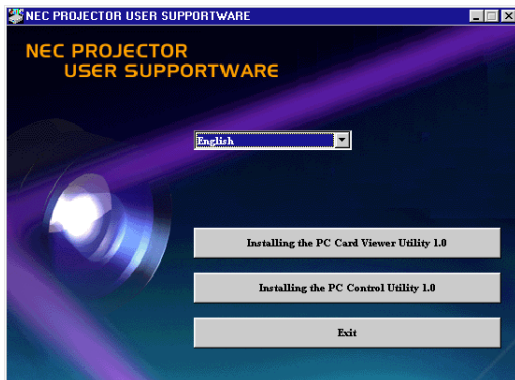 NEC PROJECTOR USER SUPPORTWARE
NEC PROJECTOR
USER SUPPORTWARE
English
Installing the PC Card Viewer Utility 1.0
Installing the PC Control Utility 1.0
Exit